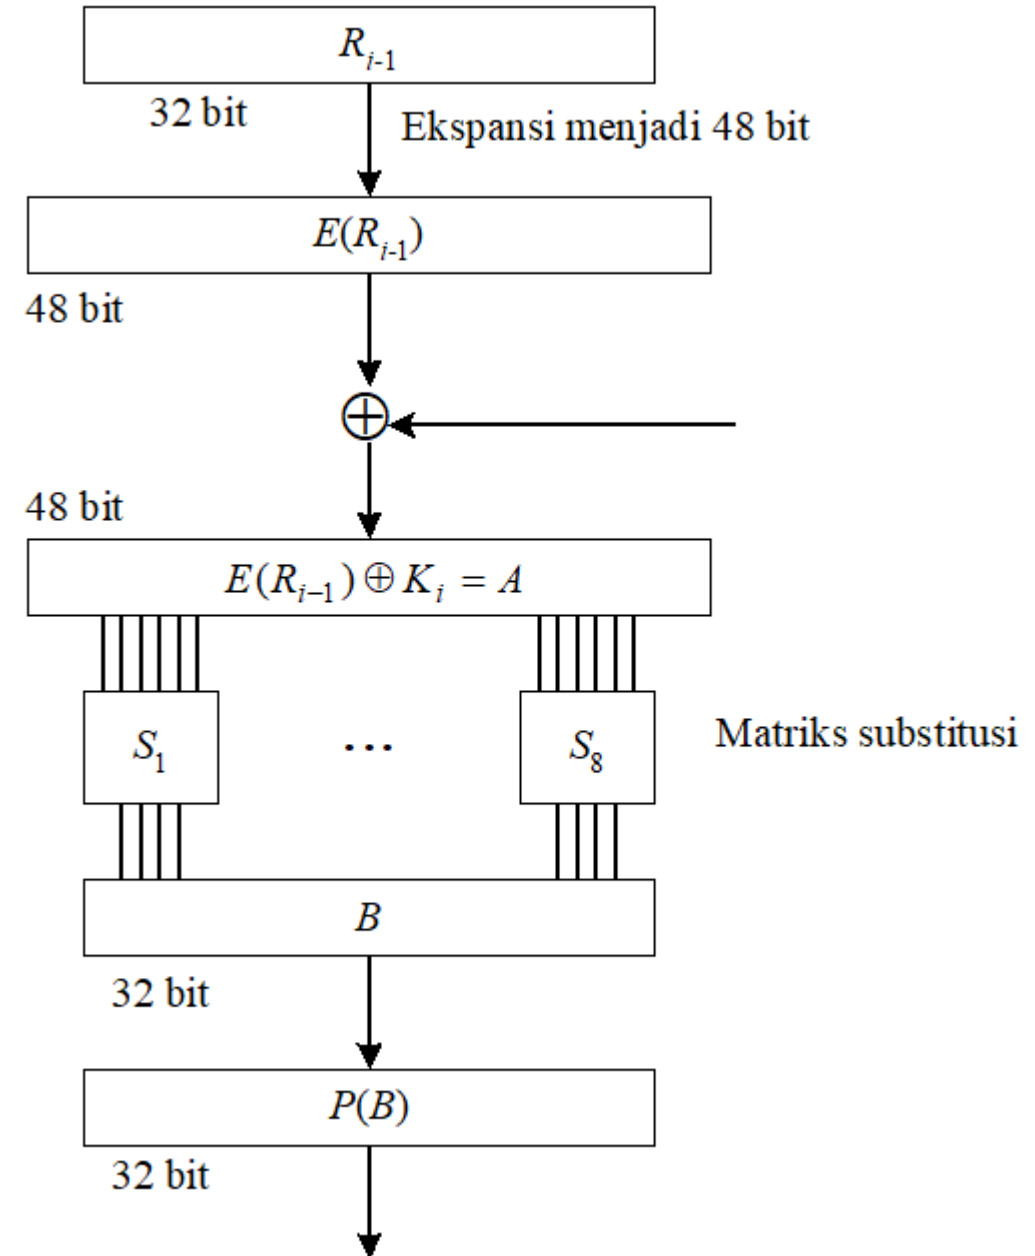 R_{i-1}
32 bit
Ekspansi menjadi 48 bit
E(R_{i-1})
48 bit
⊕
48 bit
E(R_{i-1}) ⊕ K_i = A
S_1
...
S_8
Matriks substitusi
B
32 bit
P(B)
32 bit